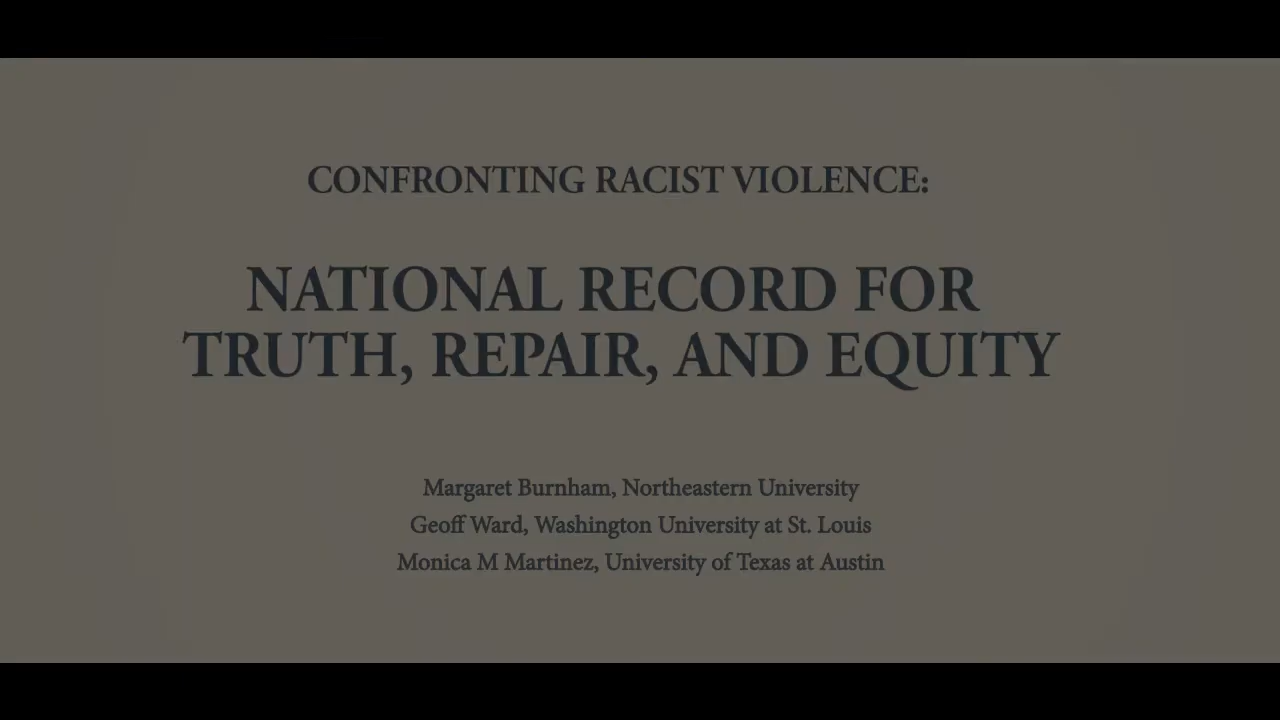 CONFRONTING RACIST VIOLENCE:
NATIONAL RECORD FOR
TRUTH, REPAIR, AND EQUITY
Margaret Burnham, Northeastern University
Geoff Ward, Washington University at St. Louis
Monica M Martinez, University of Texas at Austin